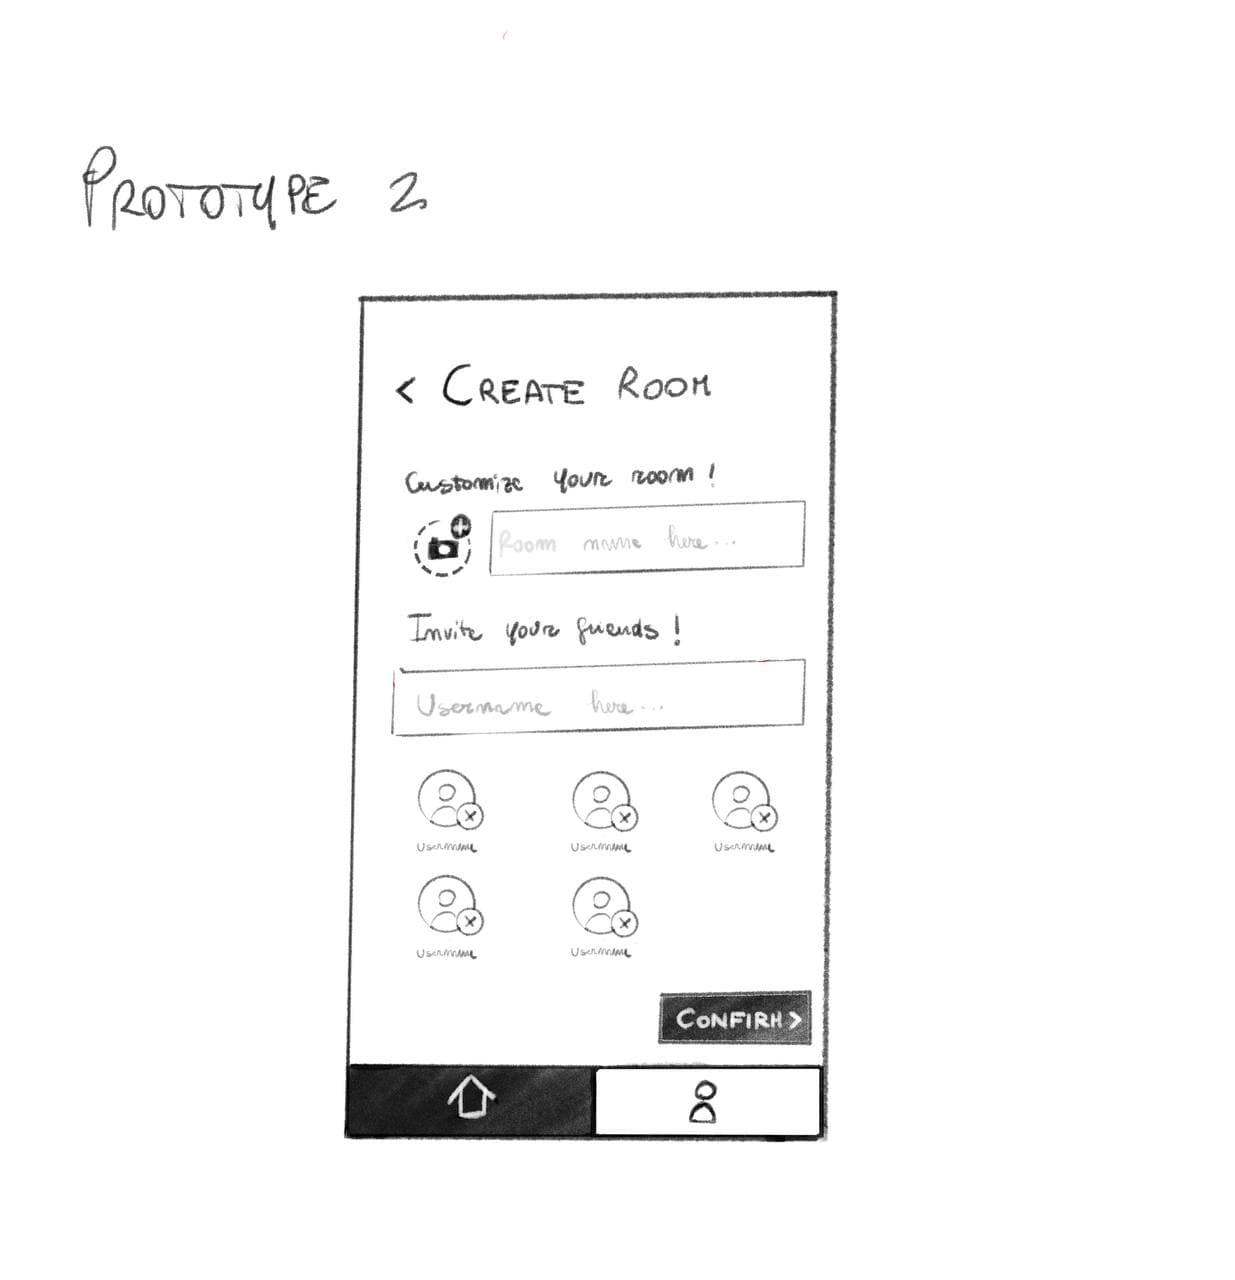 PROTOTYPE 2
< CREATE ROOM
Customize your room!
Room name here...
Invite your friends!
Username here...
Username Username Username
Username Username
CONFIRM >